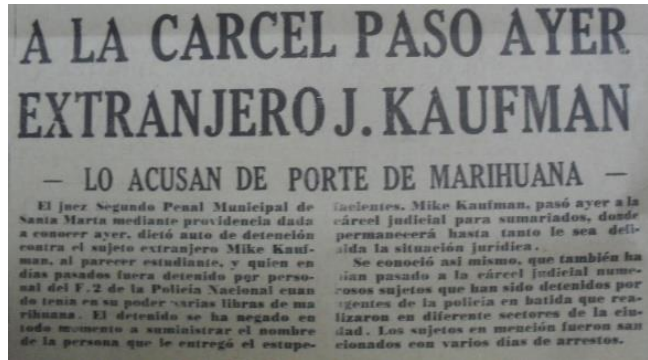 A LA CARCEL PASO AYER
EXTRANJERO J. KAUFMAN
— LO ACUSAN DE PORTE DE MARIHUANA —
El juez Segundo Penal Municipal de
Santa Marta mediante providencia dada
a conocer ayer, dictó auto de detención
contra el sujeto extranjero Mike Kauf-
man, al parecer estudiante, y quien en
días pasados fuera detenido por perso-
nal del F.2 de la Policía Nacional cuan
do tenía en su poder varias libras de ma
rihuana. El detenido se ha negado en
todo momento a suministrar el nombre
de la persona que le entregó el estupe-
facientes. Mike Kaufman, pasó ayer a la
cárcel judicial para sumariados, donde
permanecerá hasta tanto le sea defi-
nida la situación jurídica.
Se conoció asi mismo, que también ha
bían pasado a la cárcel judicial nume-
rosos sujetos que han sido detenidos por
agentes de la policía en batida que rea-
lizaron en diferente sectores de la ciu-
dad. Los sujetos en mención fueron san
cionados con varios días de arrestos.